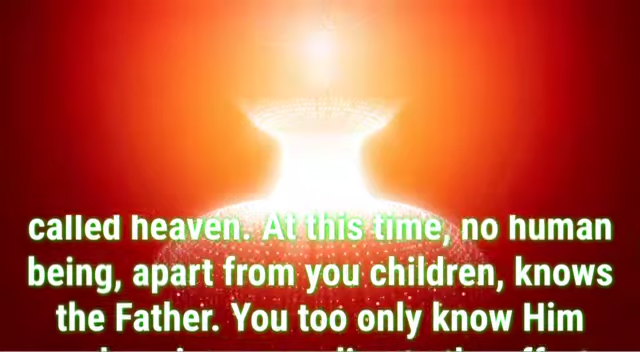 called heaven. At this time, no human
being, apart from you children, knows
the Father. You too only know Him